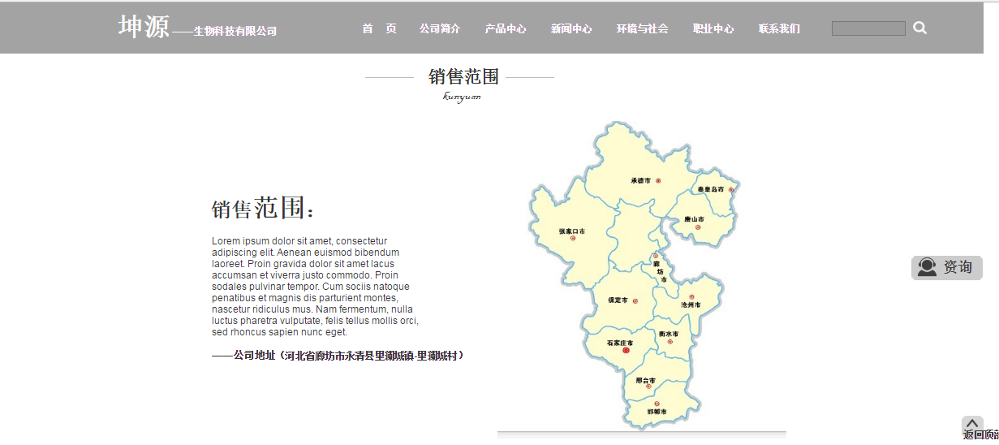 坤源——生物科技有限公司
首 页 公司简介 产品中心 新闻中心 环境与社会 职业中心 联系我们
销售范围
kunyuan
承德市
秦皇岛市
唐山市
张家口市
廊坊市
保定市
沧州市
衡水市
石家庄市
邢台市
邯郸市
销售范围：
Lorem ipsum dolor sit amet, consectetur
adipiscing elit. Aenean euismod bibendum
laoreet. Proin gravida dolor sit amet lacus
accumsan et viverra justo commodo. Proin
sodales pulvinar tempor. Cum sociis natoque
penatibus et magnis dis parturient montes,
nascetur ridiculus mus. Nam fermentum, nulla
luctus pharetra vulputate, felis tellus mollis orci,
sed rhoncus sapien nunc eget.
——公司地址（河北省廊坊市永清县里澜城镇-里澜城村）
资询
返回顶部